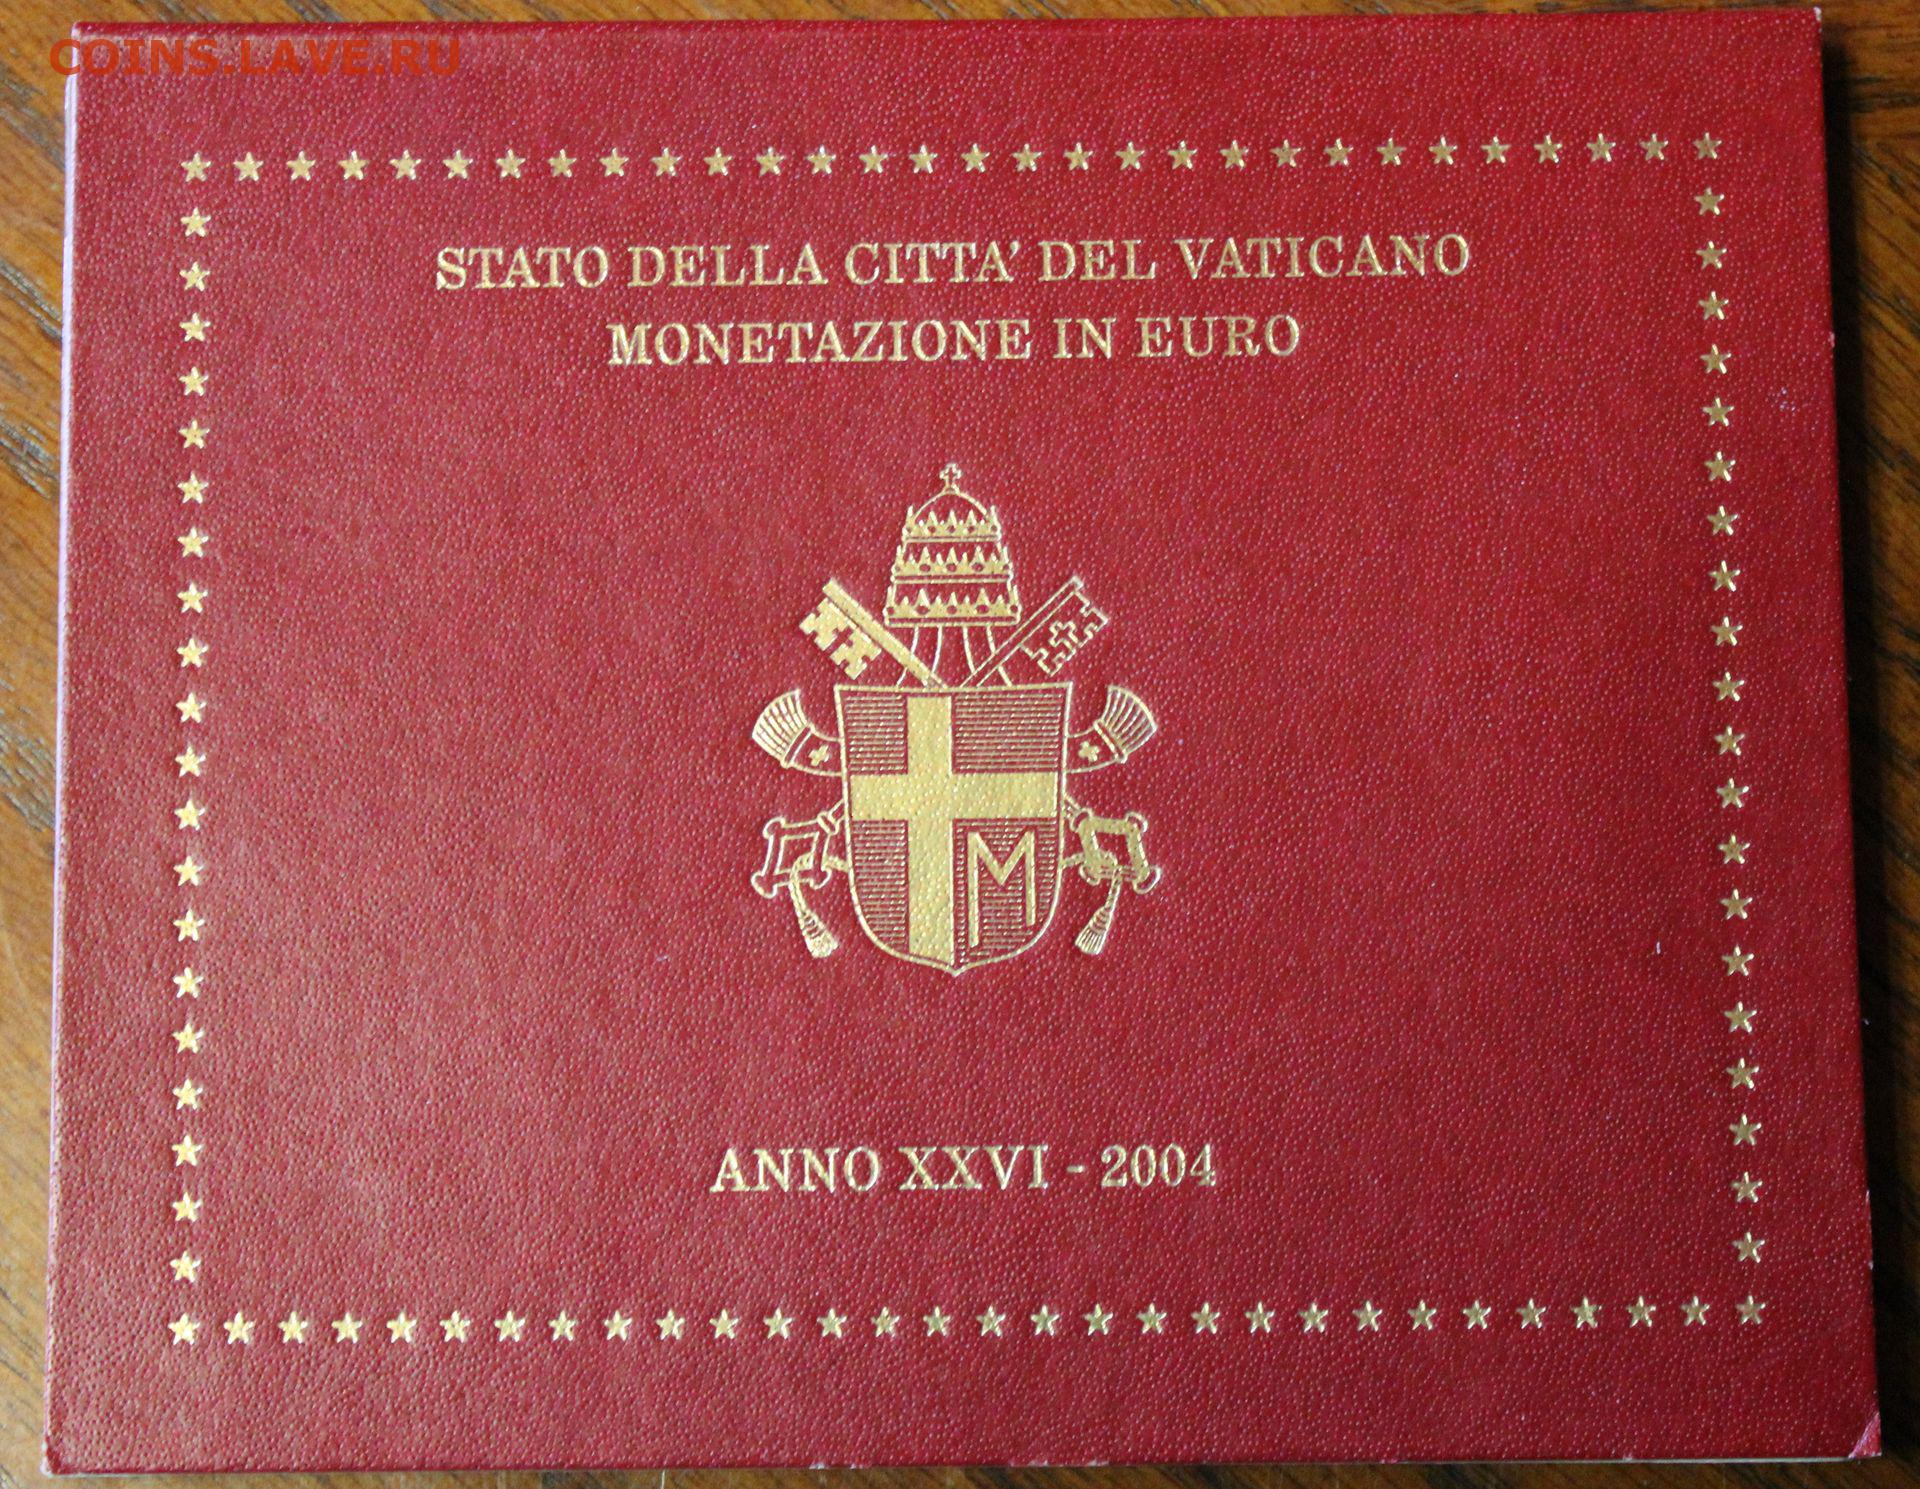 COINS.LAVE.RU
STATO DELLA CITTA' DEL VATICANO
MONETAZIONE IN EURO
M
ANNO XXVI - 2004